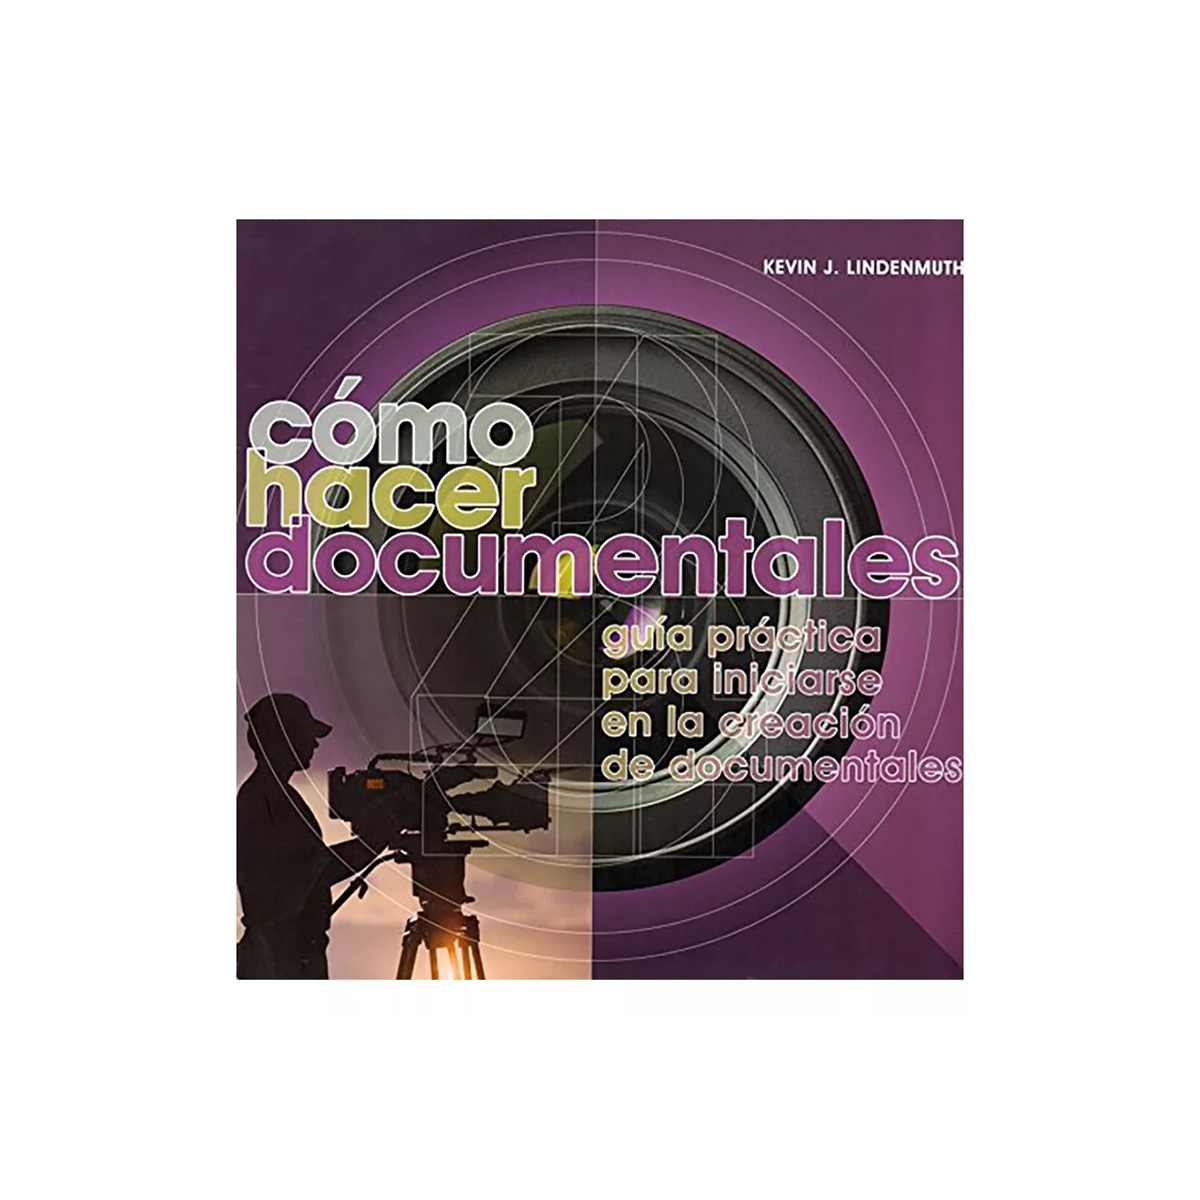 KEVIN J. LINDENMUTH
cómo
hacer
documentales
guía práctica
para iniciarse
en la creación
de documentales